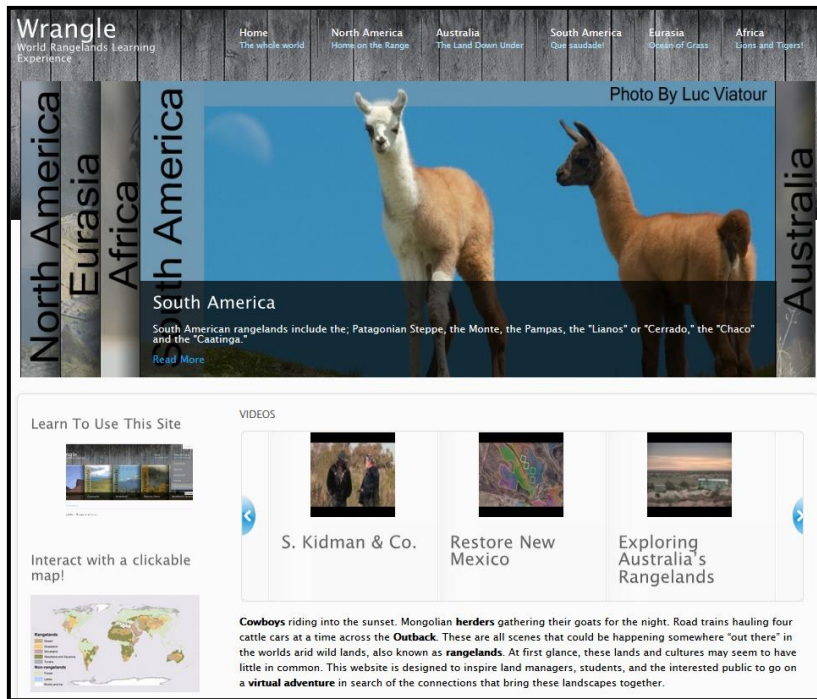 Wrangle
World Rangelands Learning
Experience
Home
The whole world
North America
Home on the Range
Australia
The Land Down Under
South America
Que saudade!
Eurasia
Ocean of Grass
Africa
Lions and Tigers!
North America
Eurasia
Africa
South America
Photo By Luc Viatour
Australia
South America
South American rangelands include the; Patagonian Steppe, the Monte, the Pampas, the "Llanos" or "Cerrado," the "Chaco"
and the "Caatinga."
Read More
Learn To Use This Site
Interact with a clickable
map!
Rangelands
Non-rangelands
VIDEOS
S. Kidman & Co.
Restore New
Mexico
Exploring
Australia's
Rangelands
Cowboys riding into the sunset. Mongolian herders gathering their goats for the night. Road trains hauling four
cattle cars at a time across the Outback. These are all scenes that could be happening somewhere “out there” in
the worlds arid wild lands, also known as rangelands. At first glance, these lands and cultures may seem to have
little in common. This website is designed to inspire land managers, students, and the interested public to go on
a virtual adventure in search of the connections that bring these landscapes together.